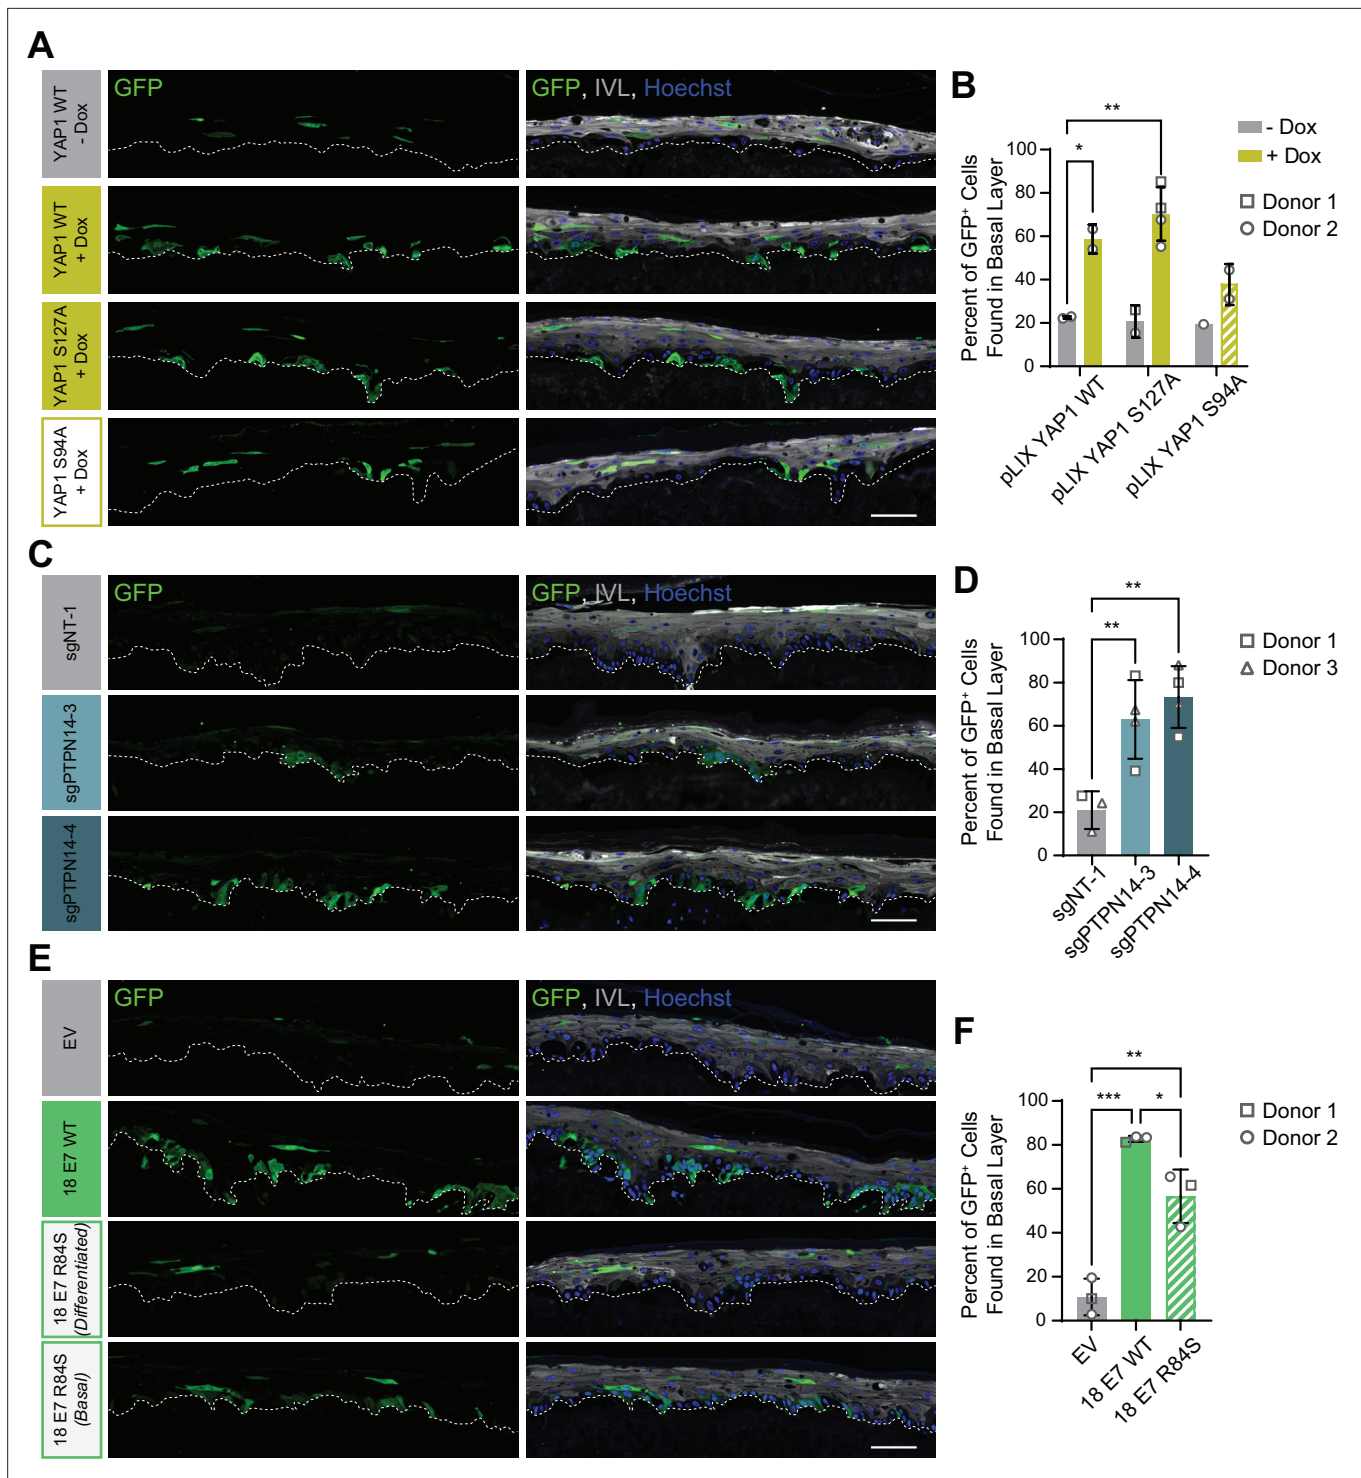 A
YAP1 WT
- Dox
GFP
GFP, IVL, Hoechst
YAP1 WT
+ Dox
YAP1 S127A
+ Dox
YAP1 S94A
+ Dox
B
**
*
- Dox
+ Dox
Donor 1
Donor 2
Percent of GFP+ Cells
Found in Basal Layer
100
80
60
40
20
0
pLIX YAP1 WT
pLIX YAP1 S127A
pLIX YAP1 S94A
C
sgNT-1
GFP
GFP, IVL, Hoechst
sgPTPN14-3
sgPTPN14-4
D
**
**
Donor 1
Donor 3
Percent of GFP+ Cells
Found in Basal Layer
100
80
60
40
20
0
sgNT-1
sgPTPN14-3
sgPTPN14-4
E
EV
GFP
GFP, IVL, Hoechst
18 E7 WT
18 E7 R84S
(Differentiated)
18 E7 R84S
(Basal)
F
**
*** *
Donor 1
Donor 2
Percent of GFP+ Cells
Found in Basal Layer
100
80
60
40
20
0
EV
18 E7 WT
18 E7 R84S